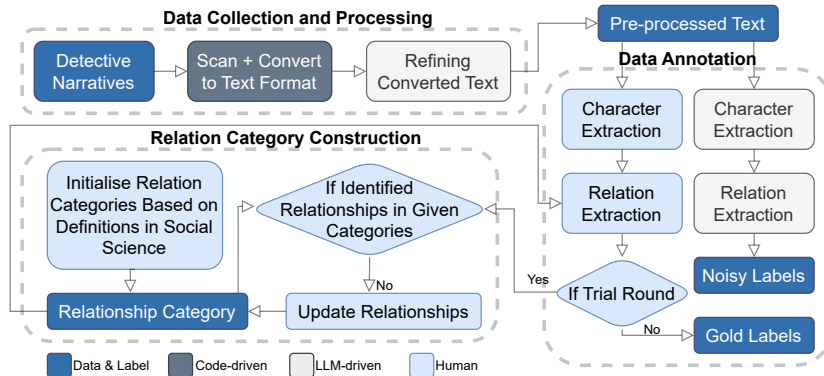 Data Collection and Processing
Detective
Narratives
Scan + Convert
to Text Format
Refining
Converted Text
Pre-processed Text
Data Annotation
Character
Extraction
Character
Extraction
Relation
Extraction
Relation
Extraction
Noisy Labels
If Trial Round
Yes
No
Gold Labels
Relation Category Construction
Initialise Relation
Categories Based on
Definitions in Social
Science
If Identified
Relationships in Given
Categories
No
Relationship Category
Update Relationships
Data & Label
Code-driven
LLM-driven
Human